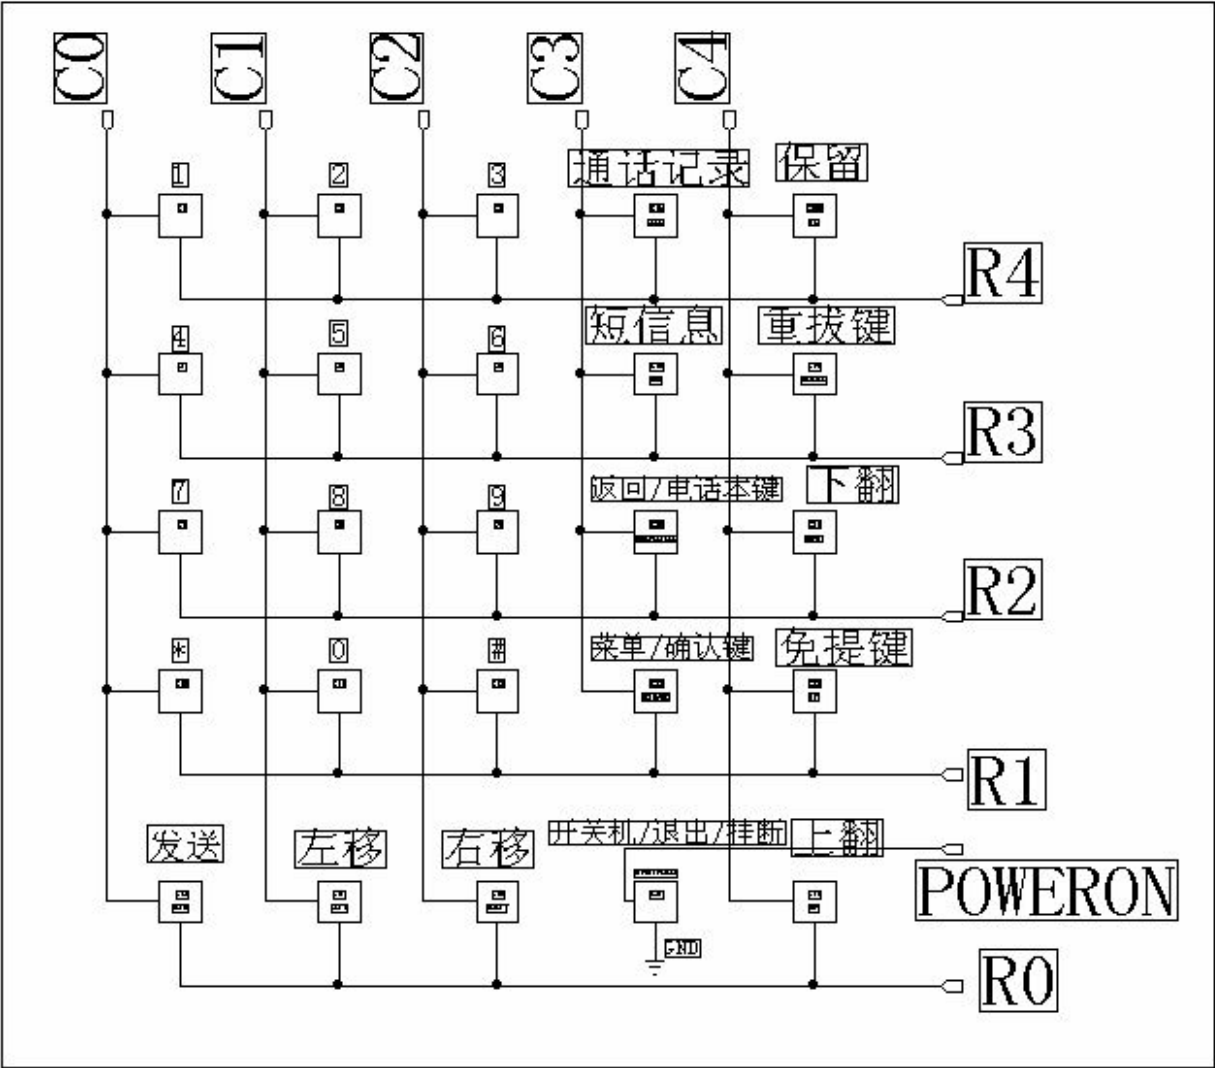 C0 C1 C2 C3 C4
1 2 3 通话记录 保留
R4
4 5 6 短信息 重拔键
R3
7 8 9 返回/电话本键 下翻
R2
* 0 # 菜单/确认键 免提键
R1
发送 左移 右移 开关机/退出/挂断 上翻
POWERON
GND
R0